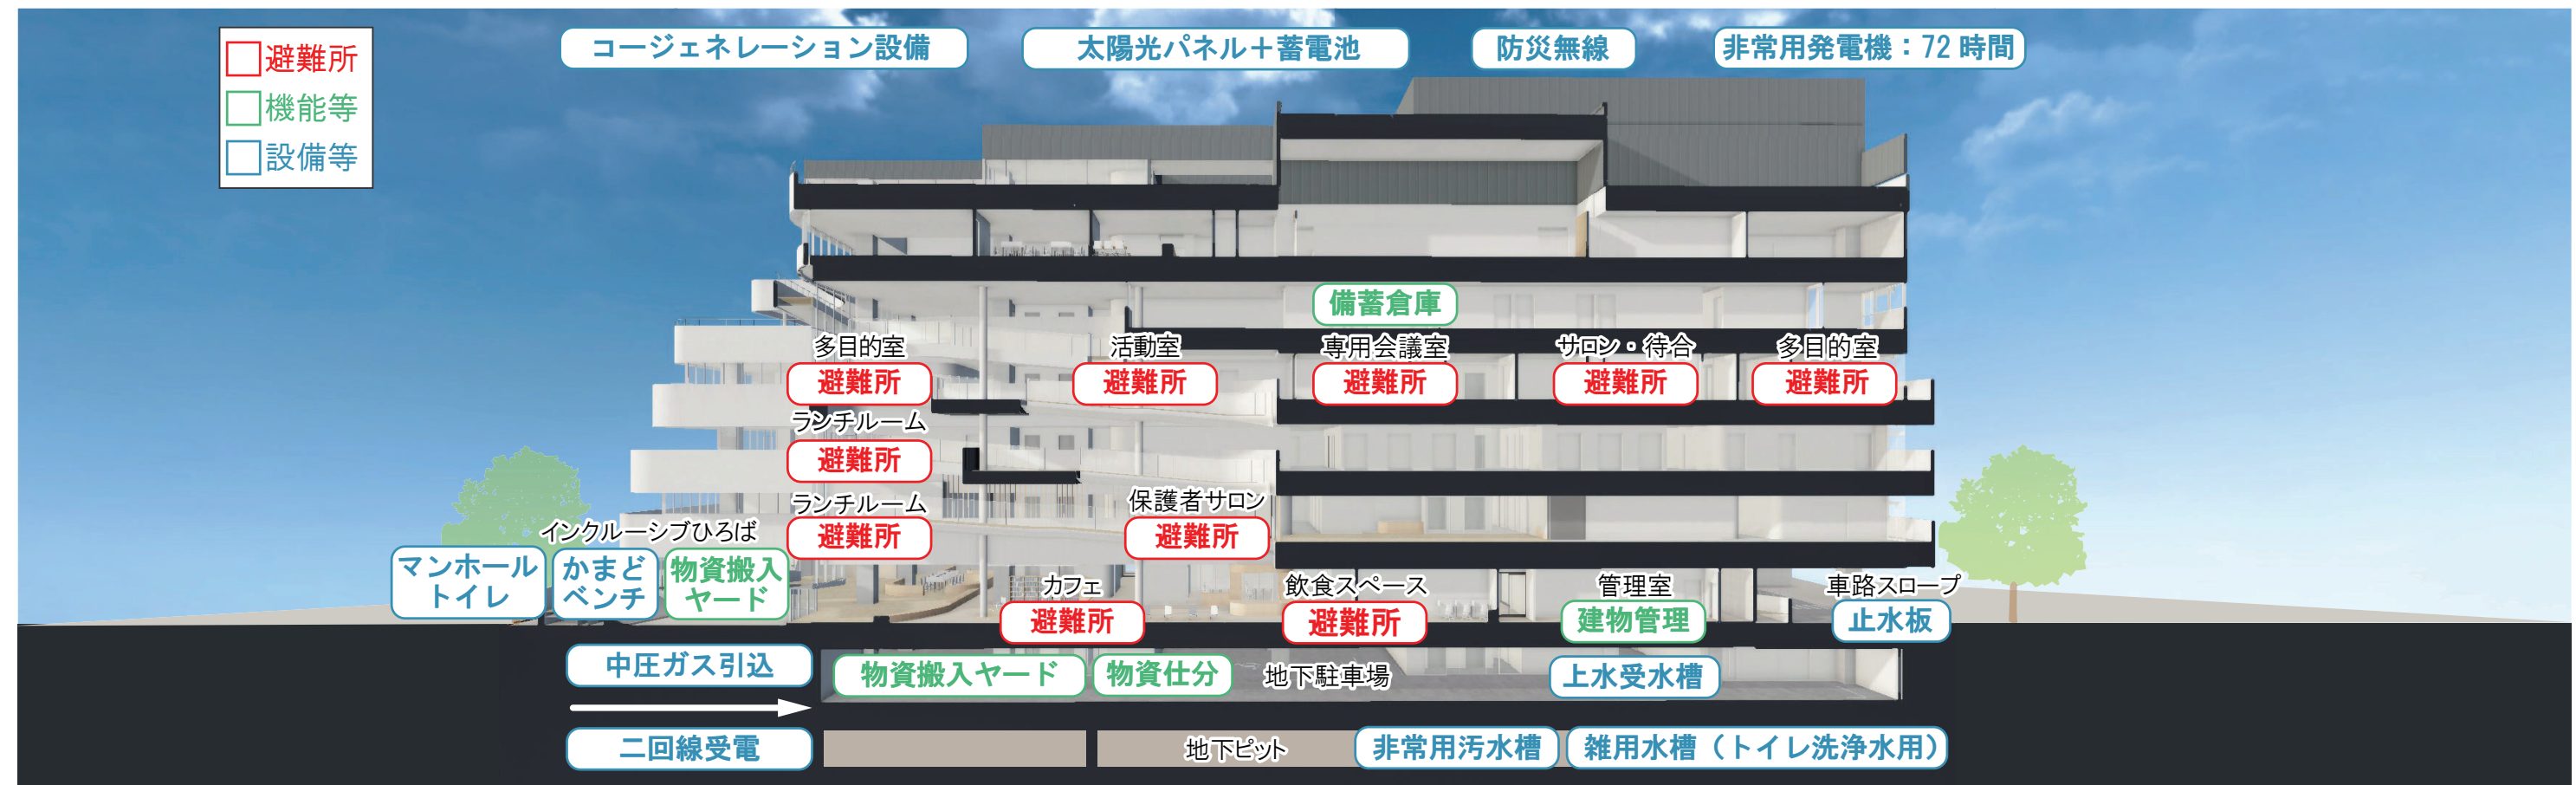 避難所
機能等
設備等
コージェネレーション設備
太陽光パネル＋蓄電池
防災無線
非常用発電機：72 時間
備蓄倉庫
多目的室
避難所
活動室
避難所
専用会議室
避難所
サロン・待合
避難所
多目的室
避難所
ランチルーム
避難所
ランチルーム
避難所
保護者サロン
避難所
インクルーシブひろば
マンホール
トイレ
かまど
ベンチ
物資搬入
ヤード
カフェ
避難所
飲食スペース
避難所
管理室
建物管理
車路スロープ
止水板
中圧ガス引込
物資搬入ヤード
物資仕分
地下駐車場
上水受水槽
二回線受電
地下ピット
非常用汚水槽
雑用水槽（トイレ洗浄水用）